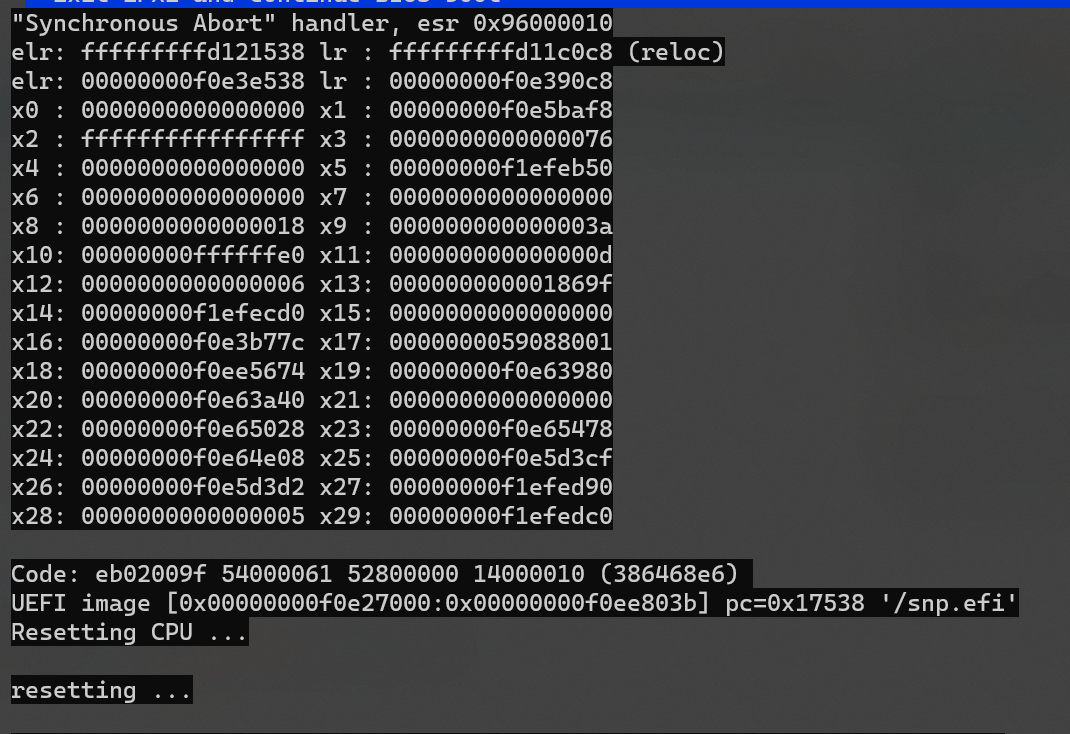 "Synchronous Abort" handler, esr 0x96000010
elr: fffffffffd121538 lr : fffffffffd11c0c8 (reloc)
elr: 00000000f0e3e538 lr : 00000000f0e390c8
x0 : 0000000000000000 x1 : 00000000f0e5baf8
x2 : ffffffffffffffff x3 : 0000000000000076
x4 : 0000000000000000 x5 : 00000000f1efeb50
x6 : 0000000000000000 x7 : 0000000000000000
x8 : 0000000000000018 x9 : 000000000000003a
x10: 00000000ffffffe0 x11: 000000000000000d
x12: 0000000000000006 x13: 000000000001869f
x14: 00000000f1efecd0 x15: 0000000000000000
x16: 00000000f0e3b77c x17: 0000000059088001
x18: 00000000f0ee5674 x19: 00000000f0e63980
x20: 00000000f0e63a40 x21: 0000000000000000
x22: 00000000f0e65028 x23: 00000000f0e65478
x24: 00000000f0e64e08 x25: 00000000f0e5d3cf
x26: 00000000f0e5d3d2 x27: 00000000f1efed90
x28: 0000000000000005 x29: 00000000f1efedc0
Code: eb02009f 54000061 52800000 14000010 (386468e6)
UEFI image [0x00000000f0e27000:0x00000000f0ee803b] pc=0x17538 '/snp.efi'
Resetting CPU ...
resetting ...